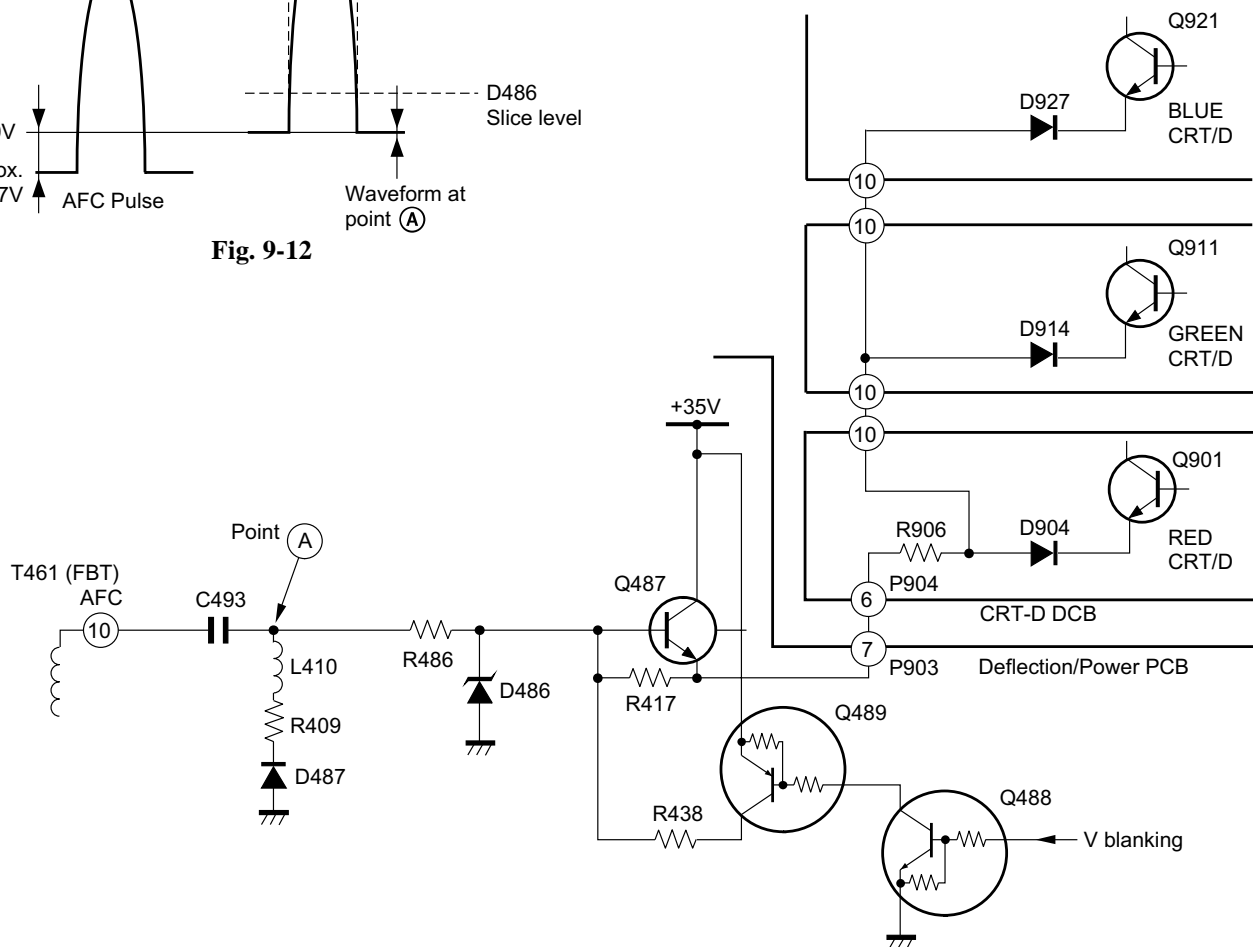 D486
Slice level
AFC Pulse
Waveform at
point A
Fig. 9-12
Q921
D927
BLUE
CRT/D
10
10
Q911
D914
GREEN
CRT/D
10
10
Q901
R906
D904
RED
CRT/D
6
P904
CRT-D DCB
7
P903
Deflection/Power PCB
+35V
Point A
T461 (FBT)
AFC
10
C493
L410
R409
D487
R486
D486
Q487
R417
Q489
R438
Q488
V blanking